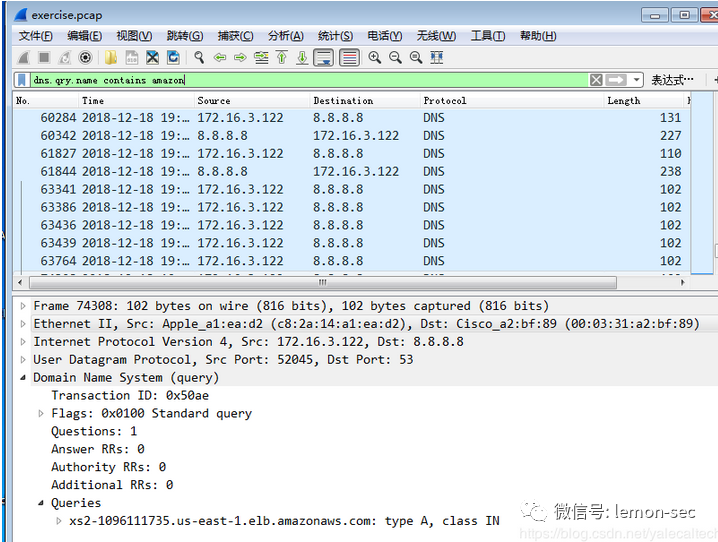 exercise.pcap
文件(F) 编辑(E) 视图(V) 跳转(G) 捕获(C) 分析(A) 统计(S) 电话(Y) 无线(W) 工具(T) 帮助(H)
dns.qry.name contains amazon 表达式…
No. Time Source Destination Protocol Length
60284 2018-12-18 19:… 172.16.3.122 8.8.8.8 DNS 131
60342 2018-12-18 19:… 8.8.8.8 172.16.3.122 DNS 227
61827 2018-12-18 19:… 172.16.3.122 8.8.8.8 DNS 110
61844 2018-12-18 19:… 8.8.8.8 172.16.3.122 DNS 238
63341 2018-12-18 19:… 172.16.3.122 8.8.8.8 DNS 102
63386 2018-12-18 19:… 172.16.3.122 8.8.8.8 DNS 102
63436 2018-12-18 19:… 172.16.3.122 8.8.8.8 DNS 102
63439 2018-12-18 19:… 172.16.3.122 8.8.8.8 DNS 102
63764 2018-12-18 19:… 172.16.3.122 8.8.8.8 DNS 102
Frame 74308: 102 bytes on wire (816 bits), 102 bytes captured (816 bits)
Ethernet II, Src: Apple_a1:ea:d2 (c8:2a:14:a1:ea:d2), Dst: Cisco_a2:bf:89 (00:03:31:a2:bf:89)
Internet Protocol Version 4, Src: 172.16.3.122, Dst: 8.8.8.8
User Datagram Protocol, Src Port: 52045, Dst Port: 53
Domain Name System (query)
Transaction ID: 0x50ae
Flags: 0x0100 Standard query
Questions: 1
Answer RRs: 0
Authority RRs: 0
Additional RRs: 0
Queries
xs2-1096111735.us-east-1.elb.amazonaws.com: type A, class IN
微信号: lemon-sec
https://blog.csdn.net/yalecaltech